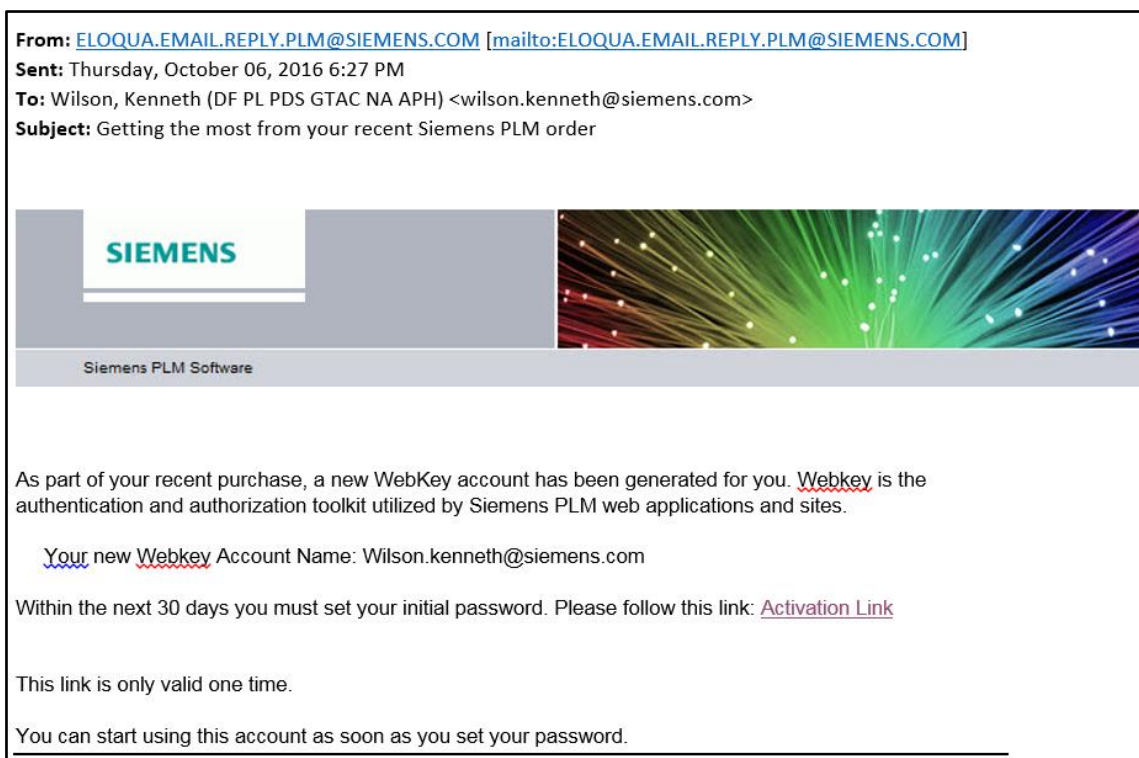 From: ELOQUA.EMAIL.REPLY.PLM@SIEMENS.COM [mailto:ELOQUA.EMAIL.REPLY.PLM@SIEMENS.COM]
Sent: Thursday, October 06, 2016 6:27 PM
To: Wilson, Kenneth (DF PL PDS GTAC NA APH) <wilson.kenneth@siemens.com>
Subject: Getting the most from your recent Siemens PLM order
SIEMENS
Siemens PLM Software
As part of your recent purchase, a new WebKey account has been generated for you. Webkey is the
authentication and authorization toolkit utilized by Siemens PLM web applications and sites.
Your new Webkey Account Name: Wilson.kenneth@siemens.com
Within the next 30 days you must set your initial password. Please follow this link: Activation Link
This link is only valid one time.
You can start using this account as soon as you set your password.